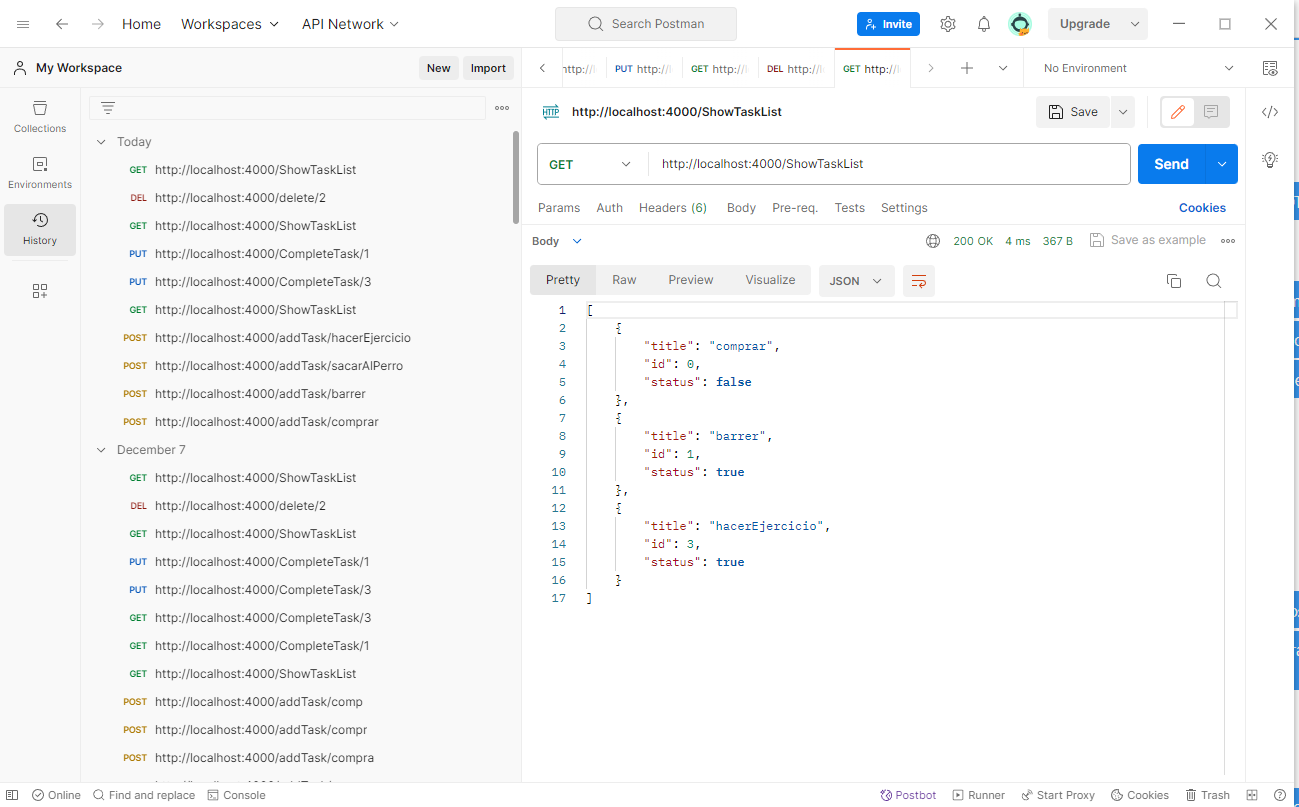 Home Workspaces API Network Search Postman Invite Upgrade
My Workspace New Import
http:// PUT http:// GET http:// DEL http:// GET http:// No Environment
Collections
Environments
History
Today
GET http://localhost:4000/ShowTaskList
DEL http://localhost:4000/delete/2
GET http://localhost:4000/ShowTaskList
PUT http://localhost:4000/CompleteTask/1
PUT http://localhost:4000/CompleteTask/3
GET http://localhost:4000/ShowTaskList
POST http://localhost:4000/addTask/hacerEjercicio
POST http://localhost:4000/addTask/sacarAlPerro
POST http://localhost:4000/addTask/barrer
POST http://localhost:4000/addTask/comprar
December 7
GET http://localhost:4000/ShowTaskList
DEL http://localhost:4000/delete/2
GET http://localhost:4000/ShowTaskList
PUT http://localhost:4000/CompleteTask/1
PUT http://localhost:4000/CompleteTask/3
GET http://localhost:4000/CompleteTask/3
GET http://localhost:4000/CompleteTask/1
GET http://localhost:4000/ShowTaskList
POST http://localhost:4000/addTask/comp
POST http://localhost:4000/addTask/compr
POST http://localhost:4000/addTask/compra
HTTP http://localhost:4000/ShowTaskList Save
GET http://localhost:4000/ShowTaskList Send
Params Auth Headers (6) Body Pre-req. Tests Settings Cookies
Body 200 OK 4 ms 367 B Save as example
Pretty Raw Preview Visualize JSON
1 [
2 {
3 "title": "comprar",
4 "id": 0,
5 "status": false
6 },
7 {
8 "title": "barrer",
9 "id": 1,
10 "status": true
11 },
12 {
13 "title": "hacerEjercicio",
14 "id": 3,
15 "status": true
16 }
17 ]
Online Find and replace Console Postbot Runner Start Proxy Cookies Trash